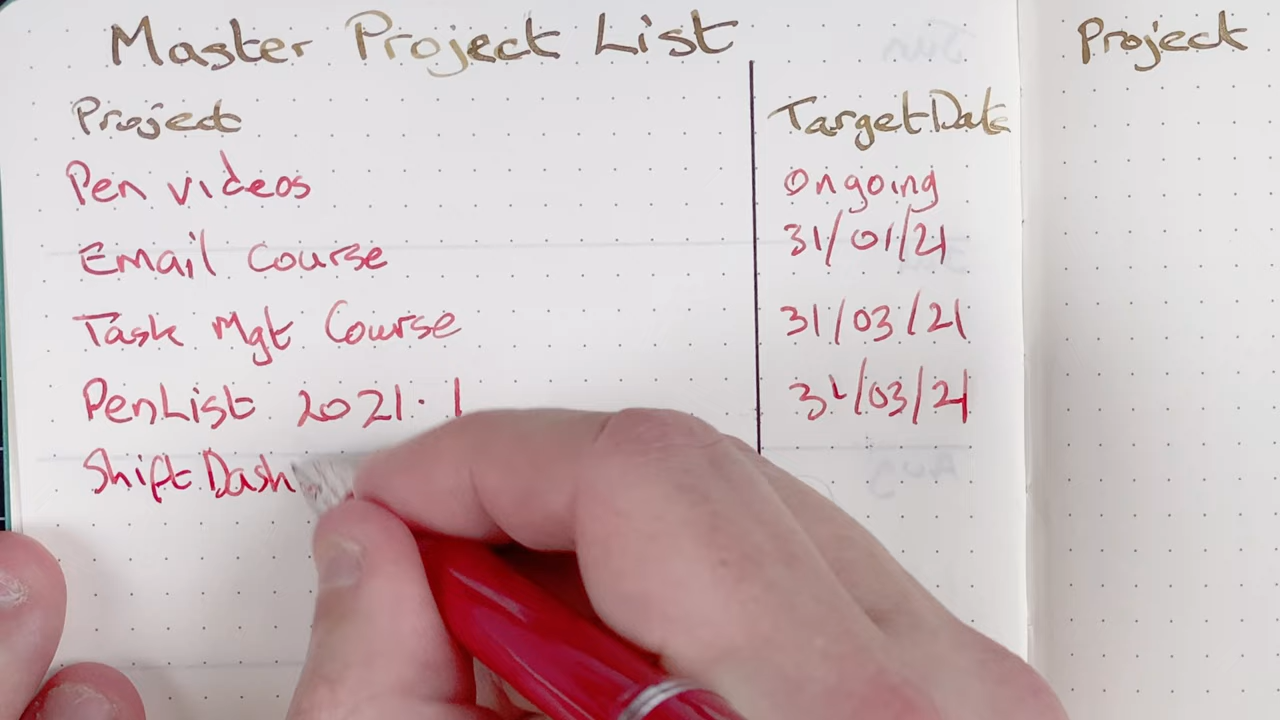 Master Project List
Project
Target Date
Pen videos
Ongoing
Email Course
31/01/21
Task Mgt Course
31/03/21
PenList 2021.1
31/03/21
Shift Dash
Project